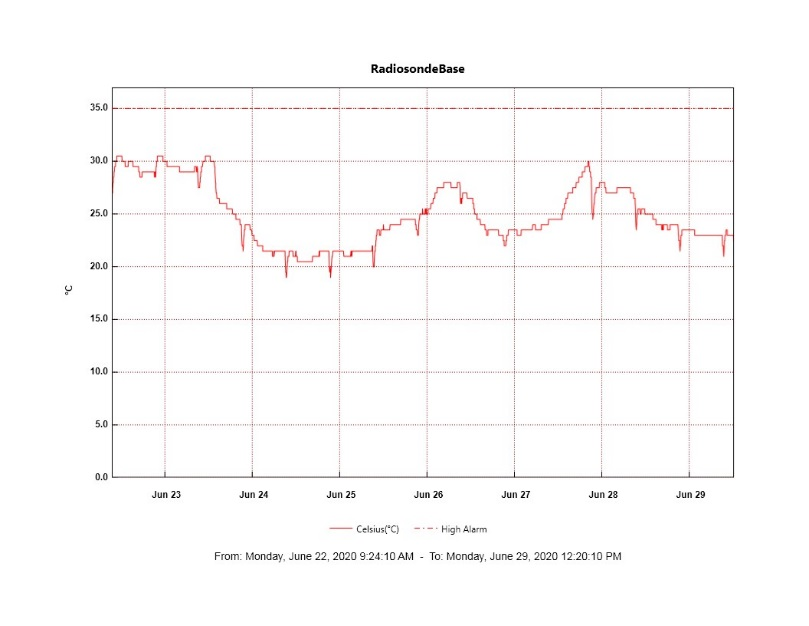 RadiosondeBase
35.0
30.0
25.0
20.0
°C
15.0
10.0
5.0
0.0
Jun 23 Jun 24 Jun 25 Jun 26 Jun 27 Jun 28 Jun 29
Celsius(°C) High Alarm
From: Monday, June 22, 2020 9:24:10 AM - To: Monday, June 29, 2020 12:20:10 PM